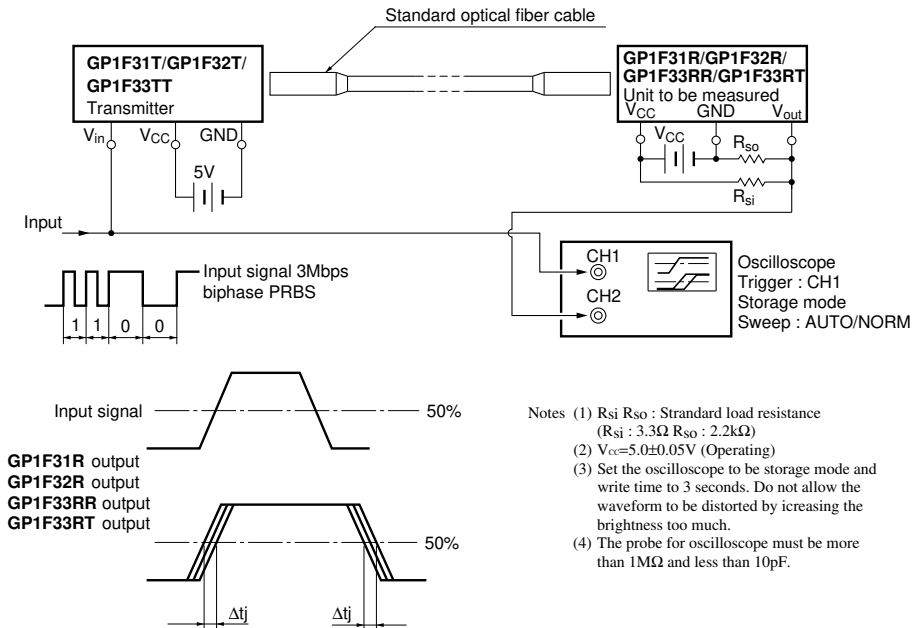 Standard optical fiber cable
GP1F31T/GP1F32T/
GP1F33TT
Transmitter
Vin
VCC
GND
5V
GP1F31R/GP1F32R/
GP1F33RR/GP1F33RT
Unit to be measured
VCC
GND
Vout
VCC
Rso
Rsi
Input
CH1
CH2
Oscilloscope
Trigger : CH1
Storage mode
Sweep : AUTO/NORM
Input signal 3Mbps
biphase PRBS
1 1 0 0
Input signal
50%
GP1F31R output
GP1F32R output
GP1F33RR output
GP1F33RT output
50%
Δtj
Δtj
Notes (1) Rsi Rso : Standard load resistance
(Rsi : 3.3Ω Rso : 2.2kΩ)
(2) Vcc=5.0±0.05V (Operating)
(3) Set the oscilloscope to be storage mode and
write time to 3 seconds. Do not allow the
waveform to be distorted by icreasing the
brightness too much.
(4) The probe for oscilloscope must be more
than 1MΩ and less than 10pF.